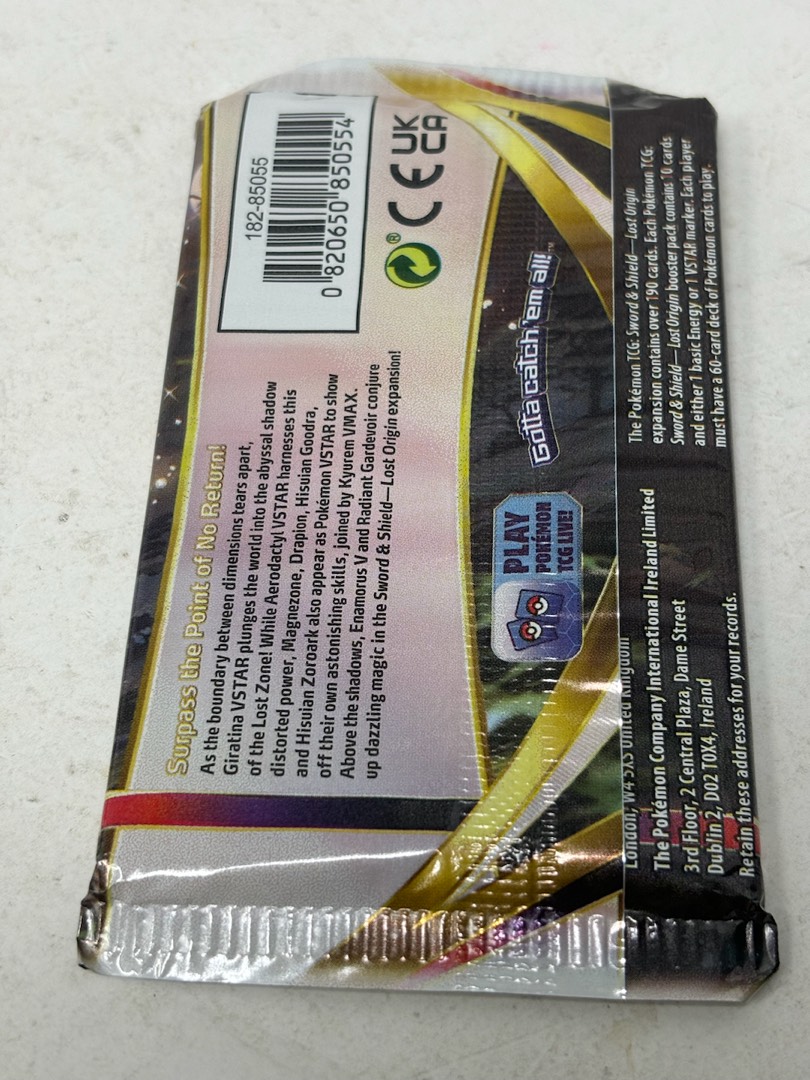 Surpass the Point of No Return!
As the boundary between dimensions tears apart,
Giratina VSTAR plunges the world into the abyssal shadow
of the Lost Zone! While Aerodactyl VSTAR harnesses this
distorted power, Magnezone, Drapion, Hisuian Goodra,
and Hisuian Zoroark also appear as Pokémon VSTAR to show
off their own astonishing skills, joined by Kyurem VMAX.
Above the shadows, Enamorus V and Radiant Gardevoir conjure
up dazzling magic in the Sword & Shield—Lost Origin expansion!
182-85055
0 820650 850554
®
CE
UK
CA
PLAY
POKÉMON
TCG LIVE!
Gotta catch 'em all!™
London, W4 5XS United Kingdom
The Pokémon Company International Ireland Limited
3rd Floor, 2 Central Plaza, Dame Street
Dublin 2, D02 T0X4, Ireland
Retain these addresses for your records.
The Pokémon TCG: Sword & Shield—Lost Origin
expansion contains over 190 cards. Each Pokémon TCG:
Sword & Shield—Lost Origin booster pack contains 10 cards
and either 1 basic Energy or 1 VSTAR marker. Each player
must have a 60-card deck of Pokémon cards to play.